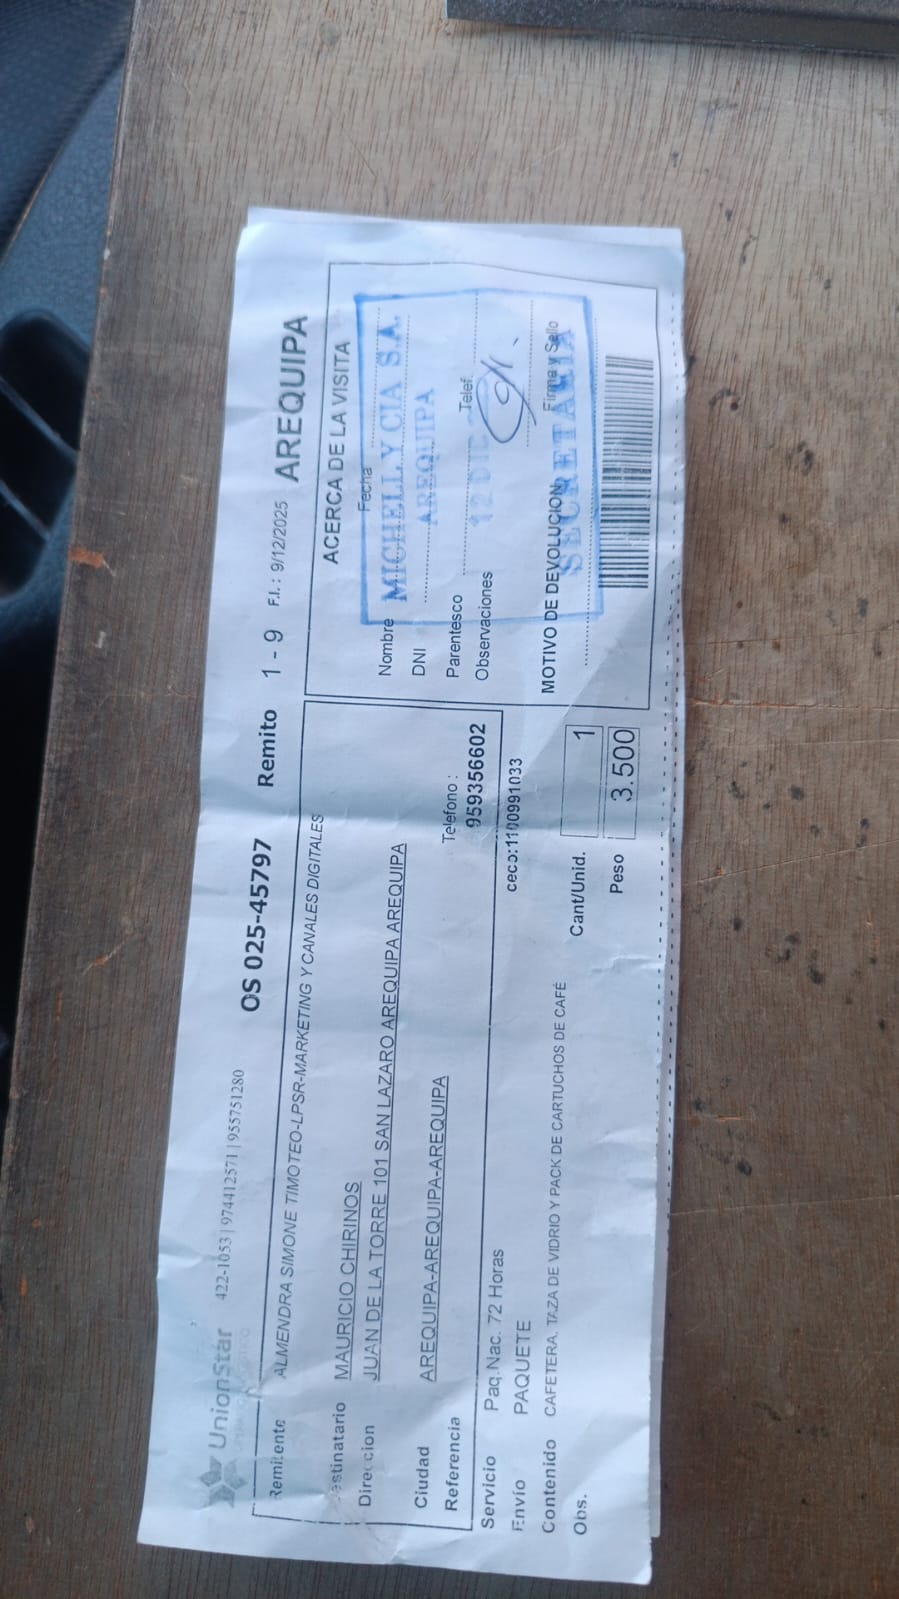 UnionStar 422-1053 | 974412571 | 955751280
OS 025-45797 Remito 1 - 9 F.I.: 9/12/2025 AREQUIPA
Remitente ALMENDRA SIMONE TIMOTEO-LPSR-MARKETING Y CANALES DIGITALES
Destinatario MAURICIO CHIRINOS
Direccion JUAN DE LA TORRE 101 SAN LAZARO AREQUIPA AREQUIPA
Ciudad AREQUIPA-AREQUIPA-AREQUIPA
Referencia
Telefono :
959356602
Servicio Paq.Nac. 72 Horas
ceco:1100991033
Envío PAQUETE
Contenido CAFETERA, TAZA DE VIDRIO Y PACK DE CARTUCHOS DE CAFÉ
Obs.
Cant/Unid. 1
Peso 3.500
ACERCA DE LA VISITA
Fecha
Nombre
DNI
Parentesco Telef.
Observaciones
MOTIVO DE DEVOLUCION Firma y Sello
MICHELL Y CIA S.A.
AREQUIPA
12 DIC
SECRETARIA